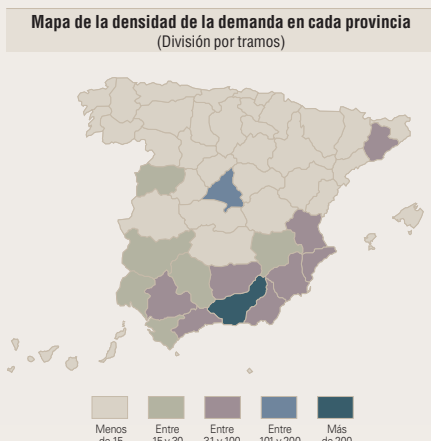 Mapa de la densidad de la demanda en cada provincia
(División por tramos)
Menos Entre Entre Entre Más
de 15 15 y 30 31 y 100 101 y 200 de 200